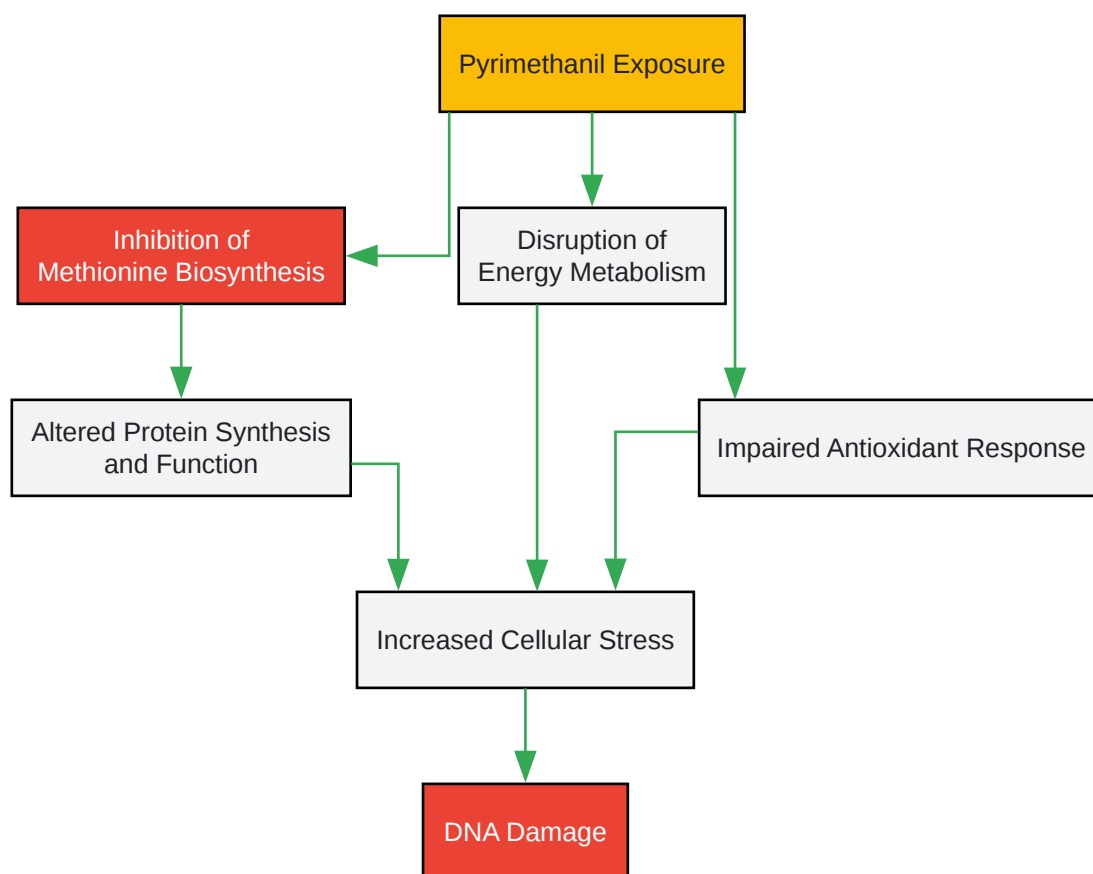 Pyrimethanil Exposure
Inhibition of
Methionine Biosynthesis
Disruption of
Energy Metabolism
Altered Protein Synthesis
and Function
Impaired Antioxidant Response
Increased Cellular Stress
DNA Damage